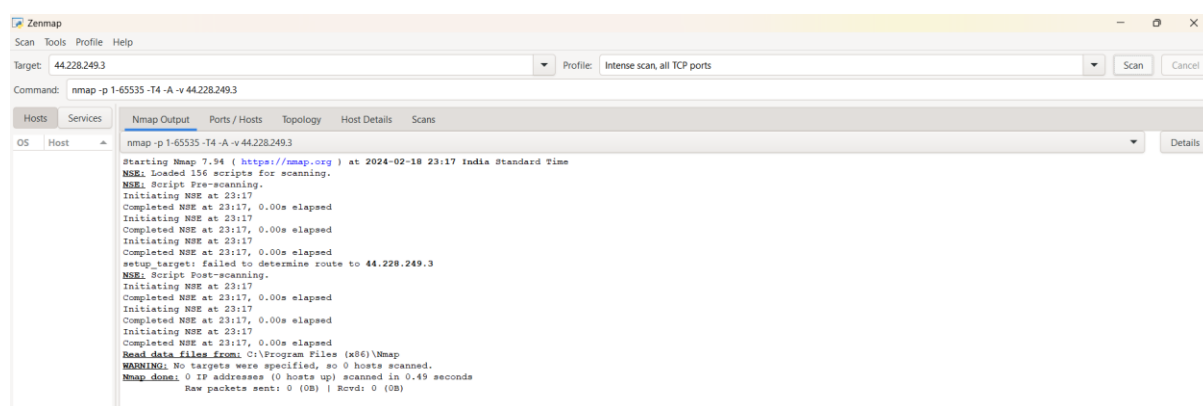 Zenmap
Scan Tools Profile Help
Target: 44.228.249.3 Profile: Intense scan, all TCP ports Scan Cancel
Command: nmap -p 1-65535 -T4 -A -v 44.228.249.3
Hosts Services Nmap Output Ports / Hosts Topology Host Details Scans
OS Host nmap -p 1-65535 -T4 -A -v 44.228.249.3 Details
Starting Nmap 7.94 ( https://nmap.org ) at 2024-02-18 23:17 India Standard Time
NSE: Loaded 156 scripts for scanning.
NSE: Script Pre-scanning.
Initiating NSE at 23:17
Completed NSE at 23:17, 0.00s elapsed
Initiating NSE at 23:17
Completed NSE at 23:17, 0.00s elapsed
Initiating NSE at 23:17
Completed NSE at 23:17, 0.00s elapsed
setup_target: failed to determine route to 44.228.249.3
NSE: Script Post-scanning.
Initiating NSE at 23:17
Completed NSE at 23:17, 0.00s elapsed
Initiating NSE at 23:17
Completed NSE at 23:17, 0.00s elapsed
Initiating NSE at 23:17
Completed NSE at 23:17, 0.00s elapsed
Read data files from: C:\Program Files (x86)\Nmap
WARNING: No targets were specified, so 0 hosts scanned.
Nmap done: 0 IP addresses (0 hosts up) scanned in 0.49 seconds
Raw packets sent: 0 (0B) | Rcvd: 0 (0B)